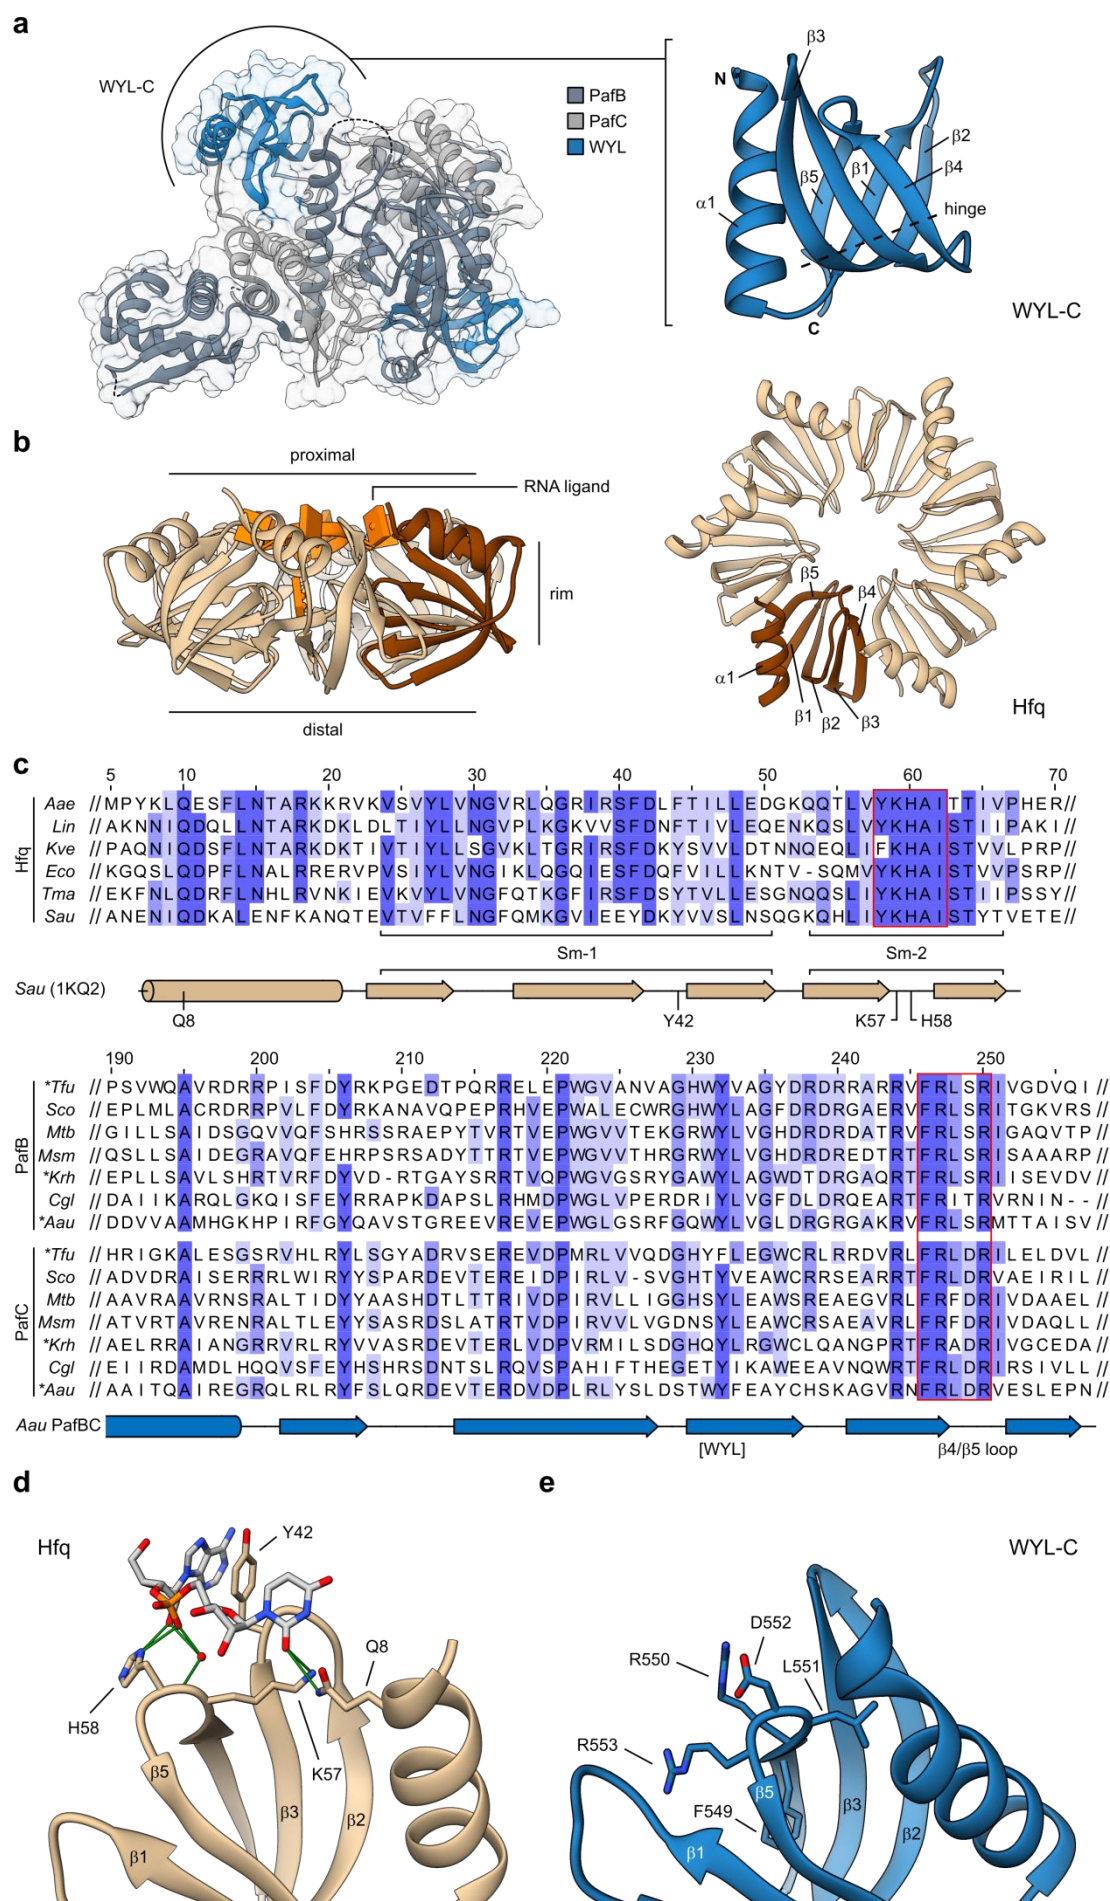 a
WYL-C
PafB
PafC
WYL
N
β3
β2
β5
β1
β4
α1
hinge
C
WYL-C
b
proximal
RNA ligand
rim
distal
β5
β4
α1
β1
β2
β3
Hfq
c
5 10 20 30 40 50 60 70
Hfq
Aae //MPYKLQESFLNTARKKRVKVSVYLVNGVRLQGRIRSFDLFTILLEDGKQQTLVYKHAITTIVPHER//
Lin //AKNNIQDQLLNTARKDKLDLTIYLLNGVPLKGKVVSFDNFTIVLEQENKQSLVYKHAISTIIPAKI//
Kve //PAQNIQDSFLNTARKDKTIVTIYLLSGVKLTGRIRSFDKYSVVLDTNNQEQLIFKHAISTVVLPRP//
Eco //KGQSLQDPFLNALRRERVPVSIYLVNGIKLQGQIESFDQFVILLKNTV-SQMVYKHAISTVVPSRP//
Tma //EKFNLQDRFLNHLRVNKIEVKVYLVNGFQTKGFIRSFDSYTVLLESGNQQSLIYKHAISTIIPSSY//
Sau //ANENIQDKALENFKANQTEVTVFFLNGFQMKGVIEEYDKYVVSLNSQGKQHLIYKHAISTYTVETE//
Sm-1
Sm-2
Sau (1KQ2)
Q8
Y42
K57
H58
190 200 210 220 230 240 250
PafB
*Tfu //PSVWQAVRDRRPISFDYRKPGEDTPQRRELEPWGVANVAGHWYVAGYDRDRRARRVFRLSRIVGDVQI//
Sco //EPLMLACRDRRPVLFDYRKANAVQPEPRHVEPWALECWRGHWYLAGFDRDRGAERVFRLSRITGKVRS//
Mtb //GILLSAIDSGQVVQFSHRSSRAEPYTVRTVEPWGVVTEKGRWYLVGHDRDRDATRVFRLSRIGAQVTP//
Msm //QSLLSAIDEGRAVQFEHRPSRSADYTTRTVEPWGVVTHRGRWYLVGHDRDREDTRTFRLSRISAAARP//
*Krh //EPLLSAVLSHRTVRFDYVD-RTGAYSRRTVQPWGLVSVRQRWYLAGWDTDRGAQRTFRLSRIISEVDV//
Cgl //DAIIKARQLGKQISFEYRRAPKDAPSLRHMDPWGLVPERDRIYLVGFDLDRQEARTFRITRVRNIN--//
*Aau //DDVVAAMHGKHPIRFGYQAVSTGREEVREVEPWGLGSRFGQWYLVGLDRGRGAKRVFRLSRMTTAISV//
PafC
*Tfu //HRIGKALESGSRVHLRYLSGYADRVSEREVDPMRLVVQDGHYFLEGWCRLRRDVRLFRLDRILELDVL//
Sco //ADVDRAISERRRLWIRYYSPARDEVTEREIDPIRLV-SVGHTYVEAWCRRSEARRTFRLDRVAEIRIL//
Mtb //AAVRAAVRNSRALTIDYYAASHDTLTTRIVDPIRVLLIGGHSYLEAWSREAEGVRLFRFDRIVDAAEL//
Msm //ATVRTAVRENRALTLEYYSASRDSLATRTVDPIRVVLVGDNSYLEAWCRSAEAVRLFRFDRIVDAQLL//
*Krh //AELRRAIANGRRVRLRYVVASRDEVTERDVDPVRMILSDGHQYLRGWCLQANGPRTFRADRIVGCEDA//
Cgl //EIIRDAMDLHQQVSFEYHSHRSDNTSLRQVSPAHIFTHEGETYIKAWEEAVNQWRTFRLDRIRSIVLL//
*Aau //AAITQAIREGRQLRLRYFSLQRDEVTERDVDPLRLYSLDSTWYFEAYCHSKAGVRNFRLDRVESLEPN//
Aau PafBC
[WYL]
β4/β5 loop
d
Hfq
Y42
Q8
H58
K57
β5
β3
β2
β1
e
WYL-C
D552
R550
L551
R553
F549
β5
β3
β2
β1